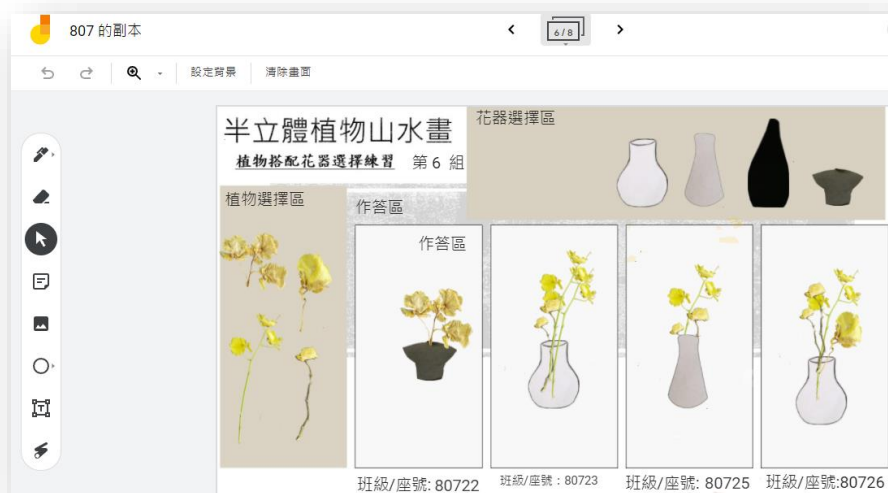 807 的副本
6/8
設定背景
清除畫面
半立體植物山水畫
植物搭配花器選擇練習 第 6 組
花器選擇區
植物選擇區
作答區
作答區
班級/座號: 80722
班級/座號：80723
班級/座號: 80725
班級/座號:80726